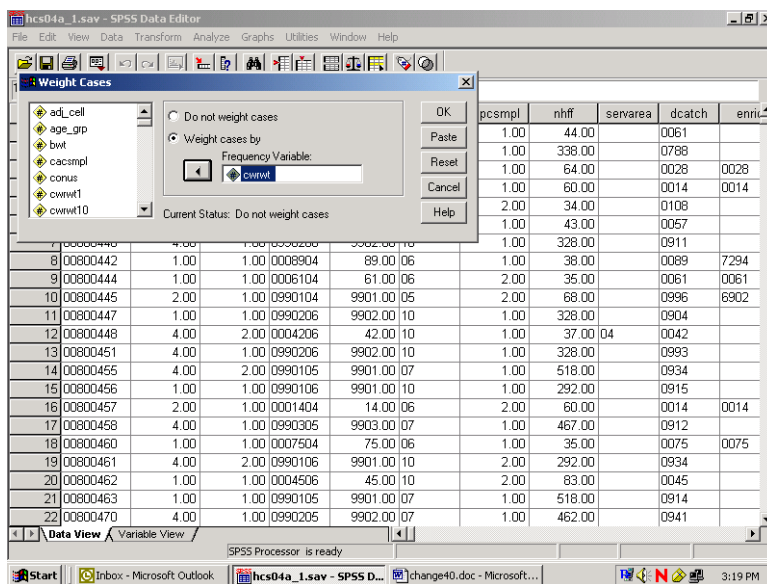 hcs04a_1.sav - SPSS Data Editor
File Edit View Data Transform Analyze Graphs Utilities Window Help
Weight Cases
adj_cell
age_grp
bwt
cacsmpl
conus
cwrwt1
cwrwt10
Do not weight cases
Weight cases by
Frequency Variable:
cwrwt
Current Status: Do not weight cases
OK
Paste
Reset
Cancel
Help
pcsmpl nhff servarea dcatch
1.00 44.00 0061
1.00 338.00 0788
1.00 64.00 0028 0028
1.00 60.00 0014 0014
2.00 34.00 0108
1.00 43.00 0057
1.00 328.00 0911
8 00800442 1.00 1.00 0008904 89.00 06 1.00 38.00 0089 7294
9 00800444 1.00 1.00 0006104 61.00 06 2.00 35.00 0061 0061
10 00800445 2.00 1.00 0990104 9901.00 05 2.00 68.00 0996 6902
11 00800447 1.00 1.00 0990206 9902.00 10 1.00 328.00 0904
12 00800448 4.00 2.00 0004206 42.00 10 1.00 37.00 04 0042
13 00800451 4.00 1.00 0990206 9902.00 10 1.00 328.00 0993
14 00800455 4.00 2.00 0990105 9901.00 07 1.00 518.00 0934
15 00800456 1.00 1.00 0990106 9901.00 10 1.00 292.00 0915
16 00800457 2.00 1.00 0001404 14.00 06 2.00 60.00 0014 0014
17 00800458 4.00 1.00 0990305 9903.00 07 1.00 467.00 0912
18 00800460 1.00 1.00 0007504 75.00 06 1.00 35.00 0075 0075
19 00800461 4.00 2.00 0990106 9901.00 10 2.00 292.00 0934
20 00800462 1.00 1.00 0004506 45.00 10 2.00 83.00 0045
21 00800463 1.00 1.00 0990105 9901.00 07 1.00 518.00 0914
22 00800470 4.00 1.00 0990205 9902.00 07 1.00 462.00 0941
Data View Variable View
SPSS Processor is ready
Start Inbox - Microsoft Outlook hcs04a_1.sav - SPSS D... change40.doc - Microsoft... 3:19 PM